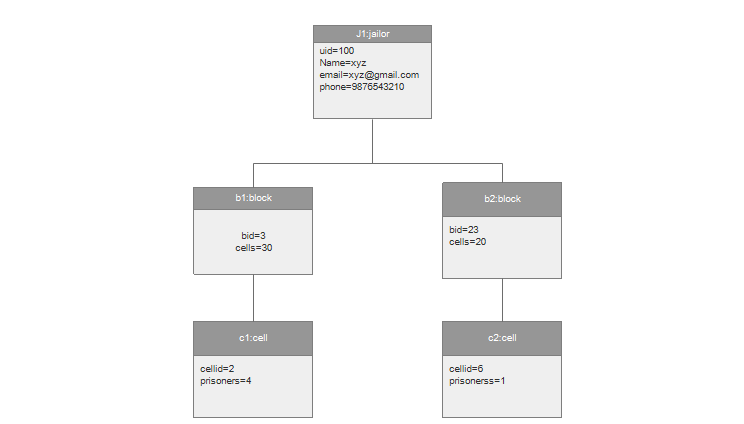 J1:jailor
uid=100
Name=xyz
email=xyz@gmail.com
phone=9876543210
b1:block
bid=3
cells=30
b2:block
bid=23
cells=20
c1:cell
cellid=2
prisoners=4
c2:cell
cellid=6
prisonerss=1